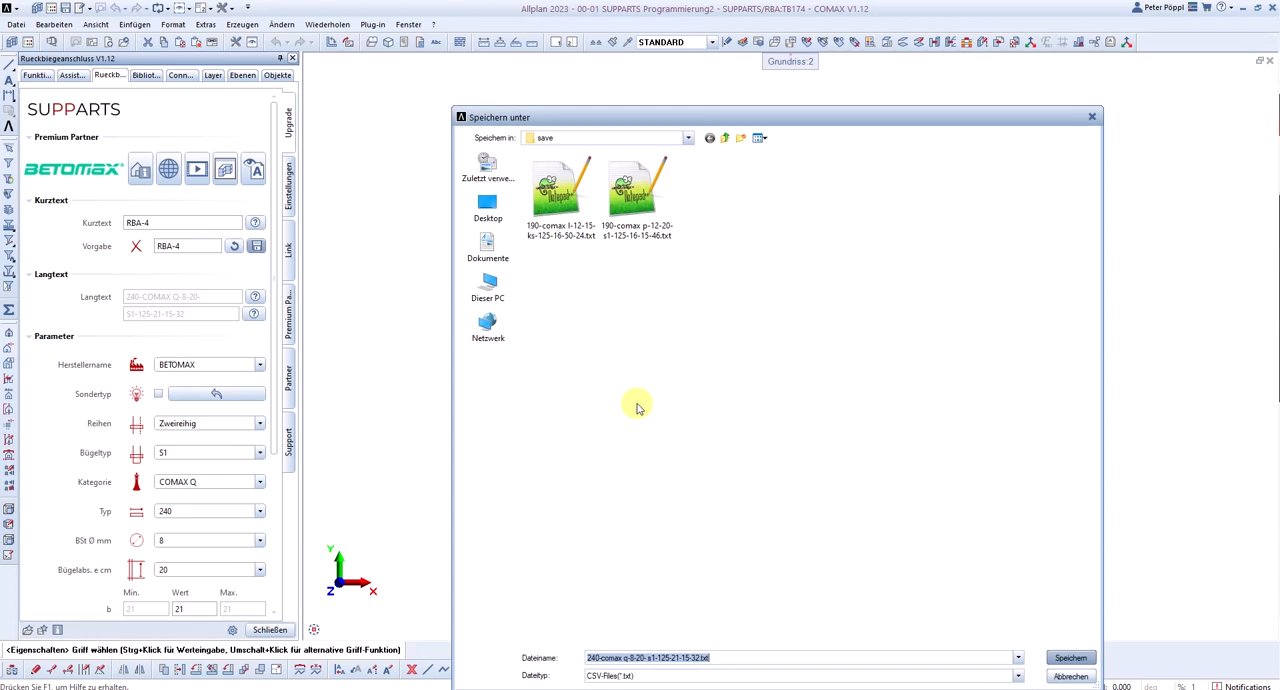 Allplan 2023 - 00-01 SUPPARTS Programmierung2 - SUPPARTS/RBA:TB174 - COMAX V1.12
Peter Pöppl
Datei Bearbeiten Ansicht Einfügen Format Extras Erzeugen Ändern Wiederholen Plug-in Fenster ?
STANDARD
Rueckbiegeanschluss V1.12
Grundriss:2
Funkti... Assist... Rueckb... Bibliot... Conn... Layer Ebenen Objekte
SUPPARTS
Premium Partner
BETOMAX
Kurztext
Kurztext RBA-4
Vorgabe RBA-4
Langtext
Langtext 240-COMAX Q-8-20-
S1-125-21-15-32
Parameter
Herstellername BETOMAX
Sondertyp
Reihen Zweireihig
Bügeltyp S1
Kategorie COMAX Q
Typ 240
BSt Ø mm 8
Bügelabs. e cm 20
Min. Wert Max.
b 21 21 21
Schließen
Upgrade
Einstellungen
Link
Premium Pa...
Partner
Support
Speichern unter
Speichern in: save
Zuletzt verwe...
Desktop
Dokumente
Dieser PC
Netzwerk
190-comax l-12-15-
ks-125-16-50-24.txt
190-comax p-12-20-
s1-125-16-15-46.txt
Y
Z
X
Dateiname: 240-comax q-8-20- s1-125-21-15-32.txt
Speichern
Dateityp: CSV-Files(*.txt)
Abbrechen
<Eigenschaften> Griff wählen (Strg+Klick für Werteingabe, Umschalt+Klick für alternative Griff-Funktion)
Drücken Sie F1, um Hilfe zu erhalten.
0.000 %: 1 Notifications